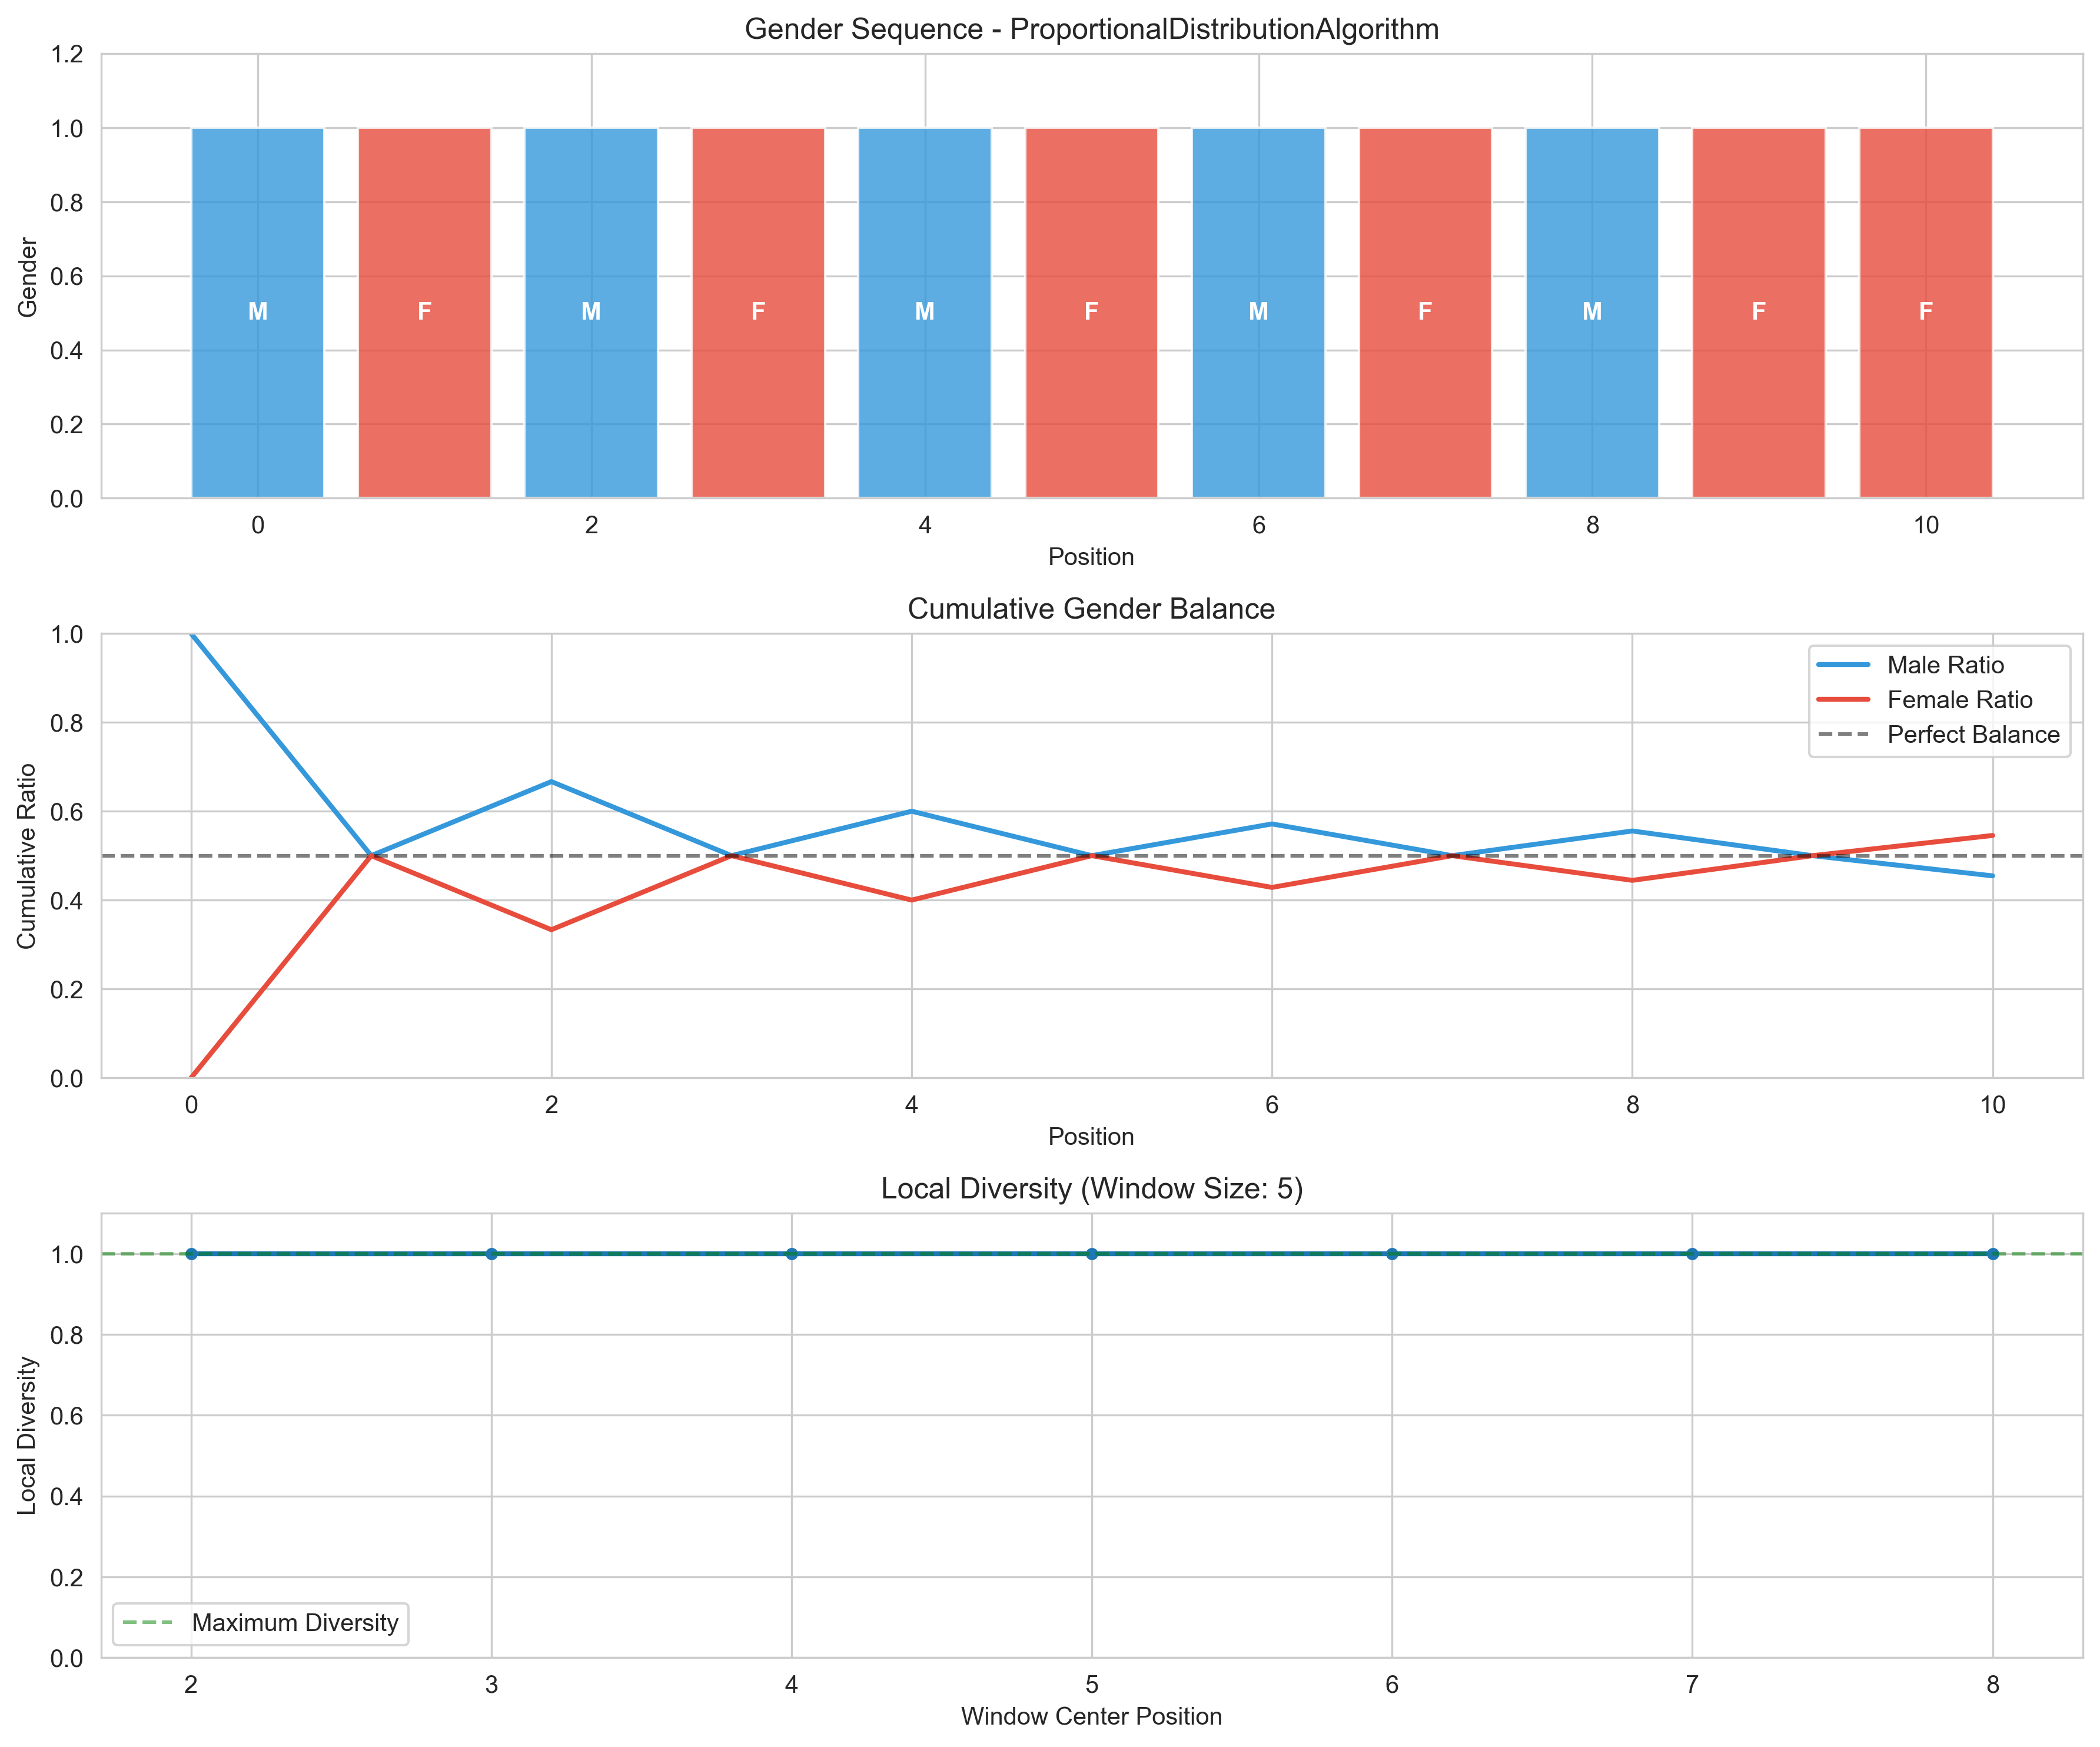 Gender Sequence - ProportionalDistributionAlgorithm
1.2
1.0
0.8
0.6
0.4
0.2
0.0
Gender
M F M F M F M F M F F
0 2 4 6 8 10
Position
Cumulative Gender Balance
1.0
0.8
0.6
0.4
0.2
0.0
Cumulative Ratio
Male Ratio
Female Ratio
Perfect Balance
0 2 4 6 8 10
Position
Local Diversity (Window Size: 5)
1.0
0.8
0.6
0.4
0.2
0.0
Local Diversity
Maximum Diversity
2 3 4 5 6 7 8
Window Center Position